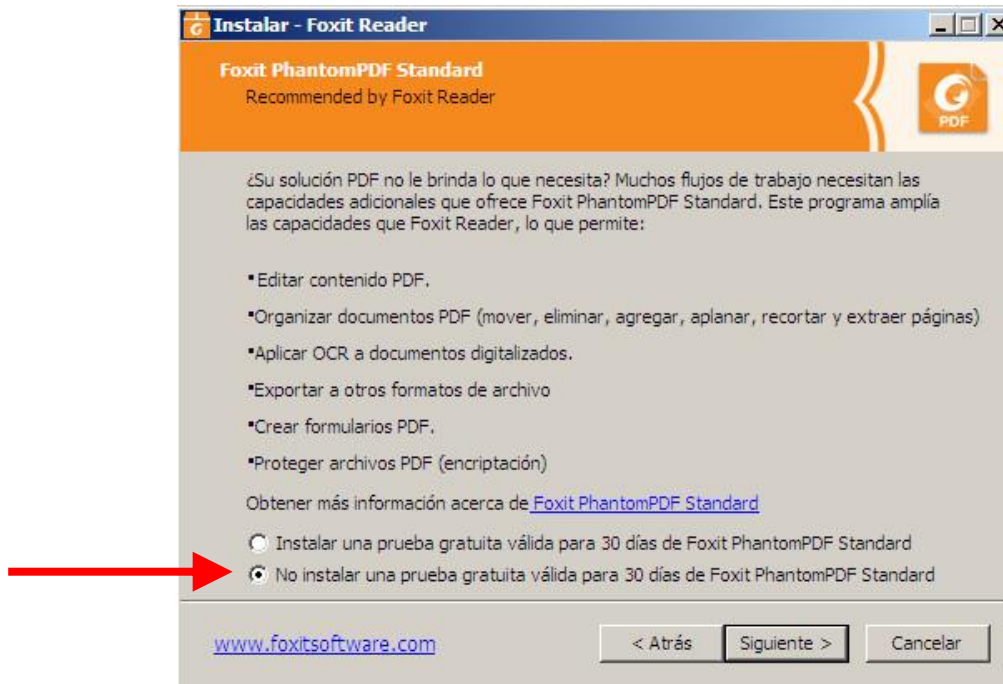 Instalar - Foxit Reader
Foxit PhantomPDF Standard
Recommended by Foxit Reader
PDF
¿Su solución PDF no le brinda lo que necesita? Muchos flujos de trabajo necesitan las
capacidades adicionales que ofrece Foxit PhantomPDF Standard. Este programa amplía
las capacidades que Foxit Reader, lo que permite:
▪Editar contenido PDF.
▪Organizar documentos PDF (mover, eliminar, agregar, aplanar, recortar y extraer páginas)
▪Aplicar OCR a documentos digitalizados.
▪Exportar a otros formatos de archivo
▪Crear formularios PDF.
▪Proteger archivos PDF (encriptación)
Obtener más información acerca de Foxit PhantomPDF Standard
Instalar una prueba gratuita válida para 30 días de Foxit PhantomPDF Standard
No instalar una prueba gratuita válida para 30 días de Foxit PhantomPDF Standard
www.foxitsoftware.com < Atrás Siguiente > Cancelar